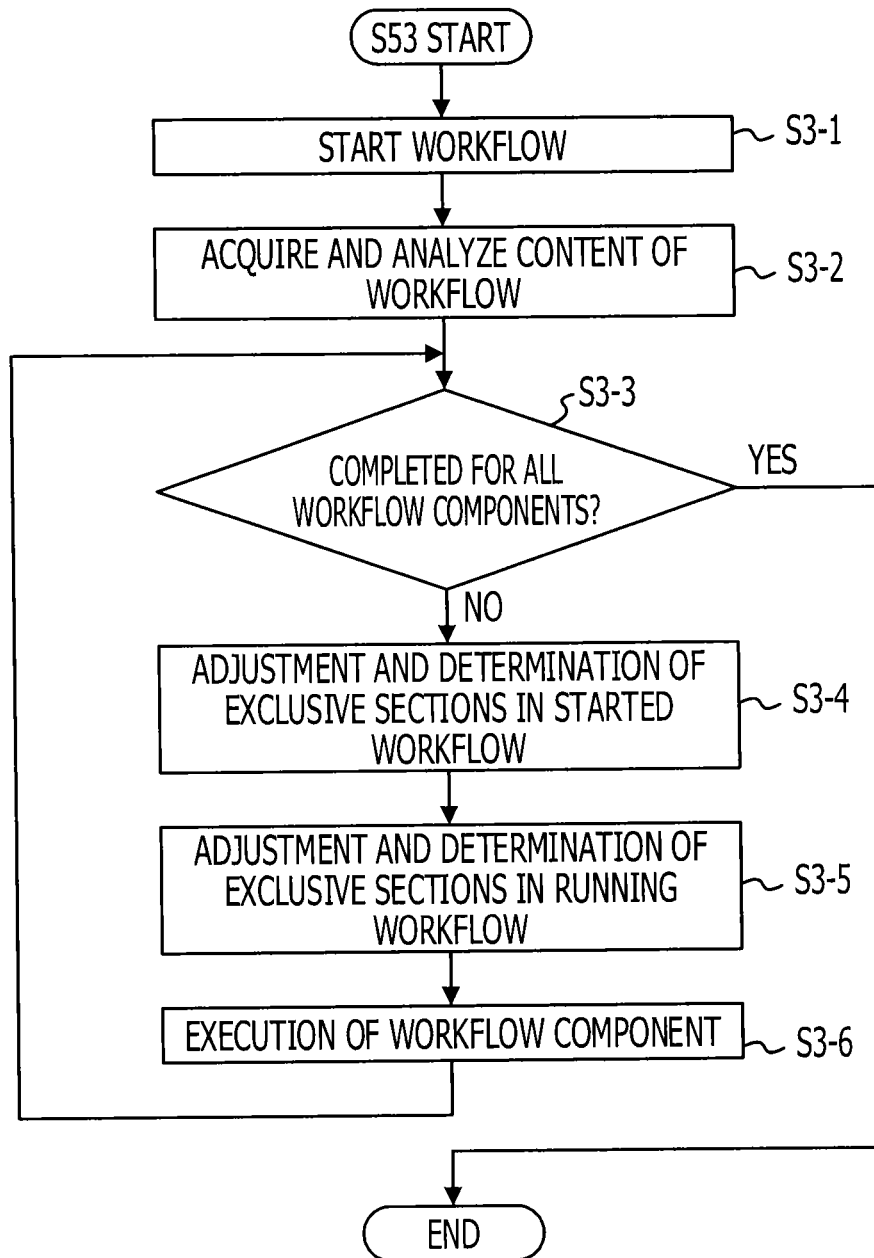 S53 START
START WORKFLOW
S3-1
ACQUIRE AND ANALYZE CONTENT OF
WORKFLOW
S3-2
S3-3
COMPLETED FOR ALL
WORKFLOW COMPONENTS?
YES
NO
ADJUSTMENT AND DETERMINATION OF
EXCLUSIVE SECTIONS IN STARTED
WORKFLOW
S3-4
ADJUSTMENT AND DETERMINATION OF
EXCLUSIVE SECTIONS IN RUNNING
WORKFLOW
S3-5
EXECUTION OF WORKFLOW COMPONENT
S3-6
END